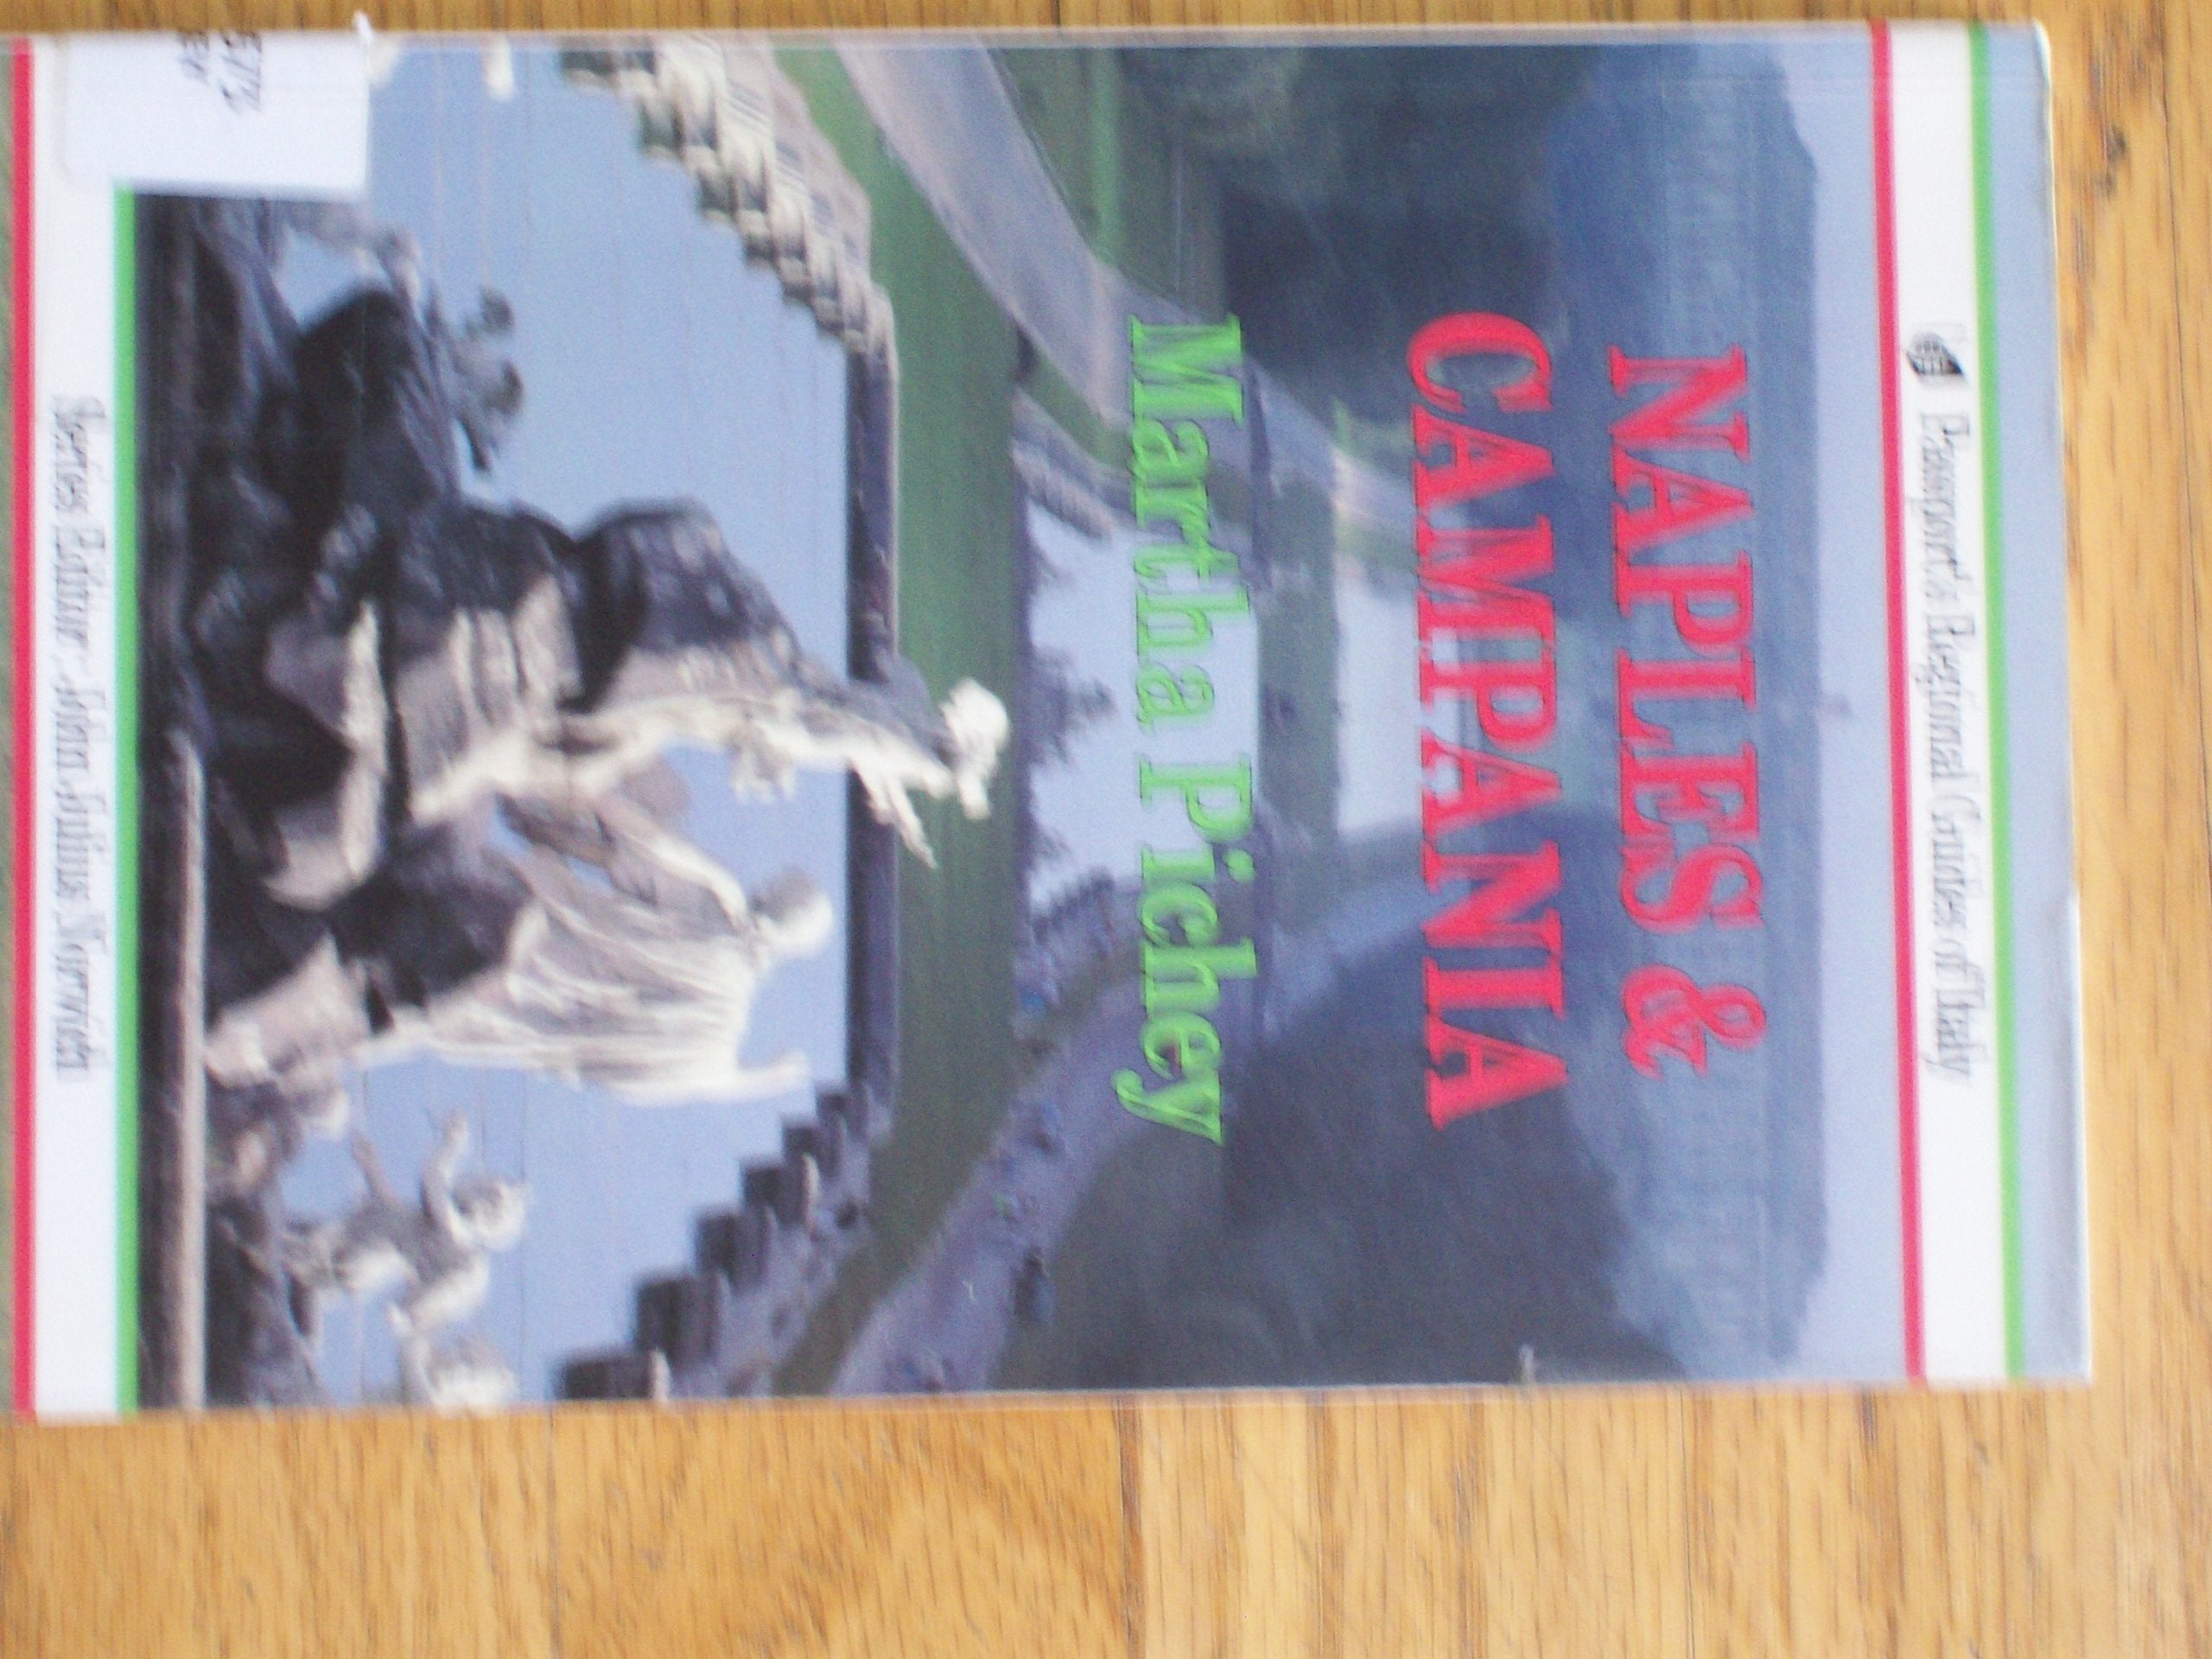 Passport's Regional Guides of Italy
NAPLES &
CAMPANIA
Martha Pichey
Series Editor: John Julius Norwich